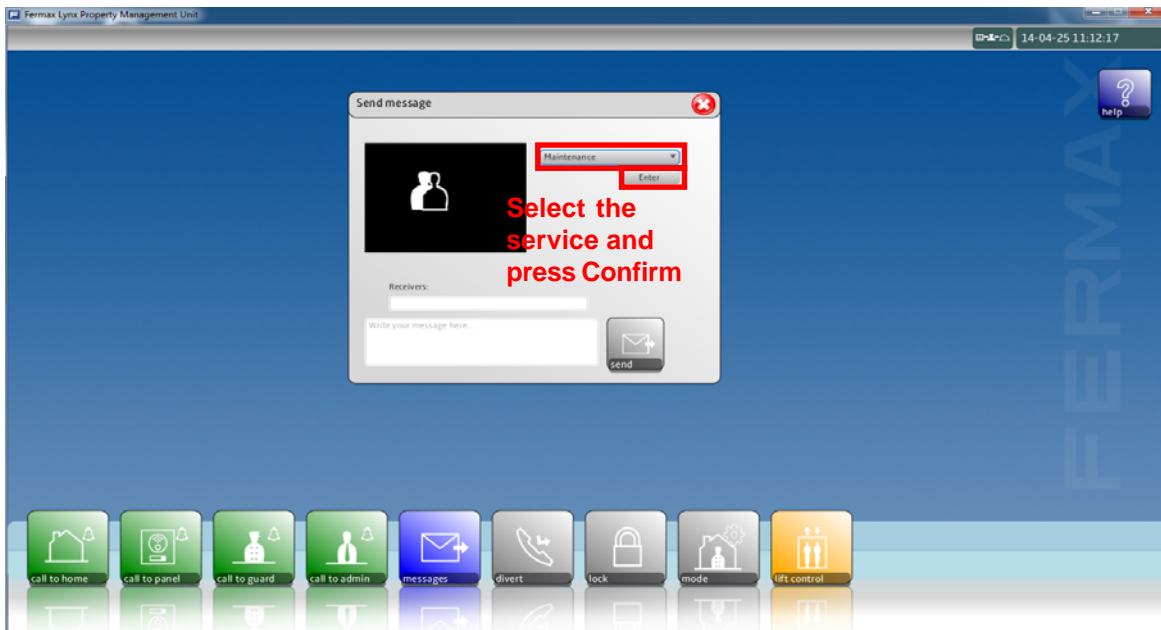 Fermax Lynx Property Management Unit
14-04-25 11:12:17
help
FERMAX
Send message
Maintenance
Enter
Select the
service and
press Confirm
Receivers:
Write your message here...
send
call to home
call to panel
call to guard
call to admin
messages
divert
lock
mode
lift control